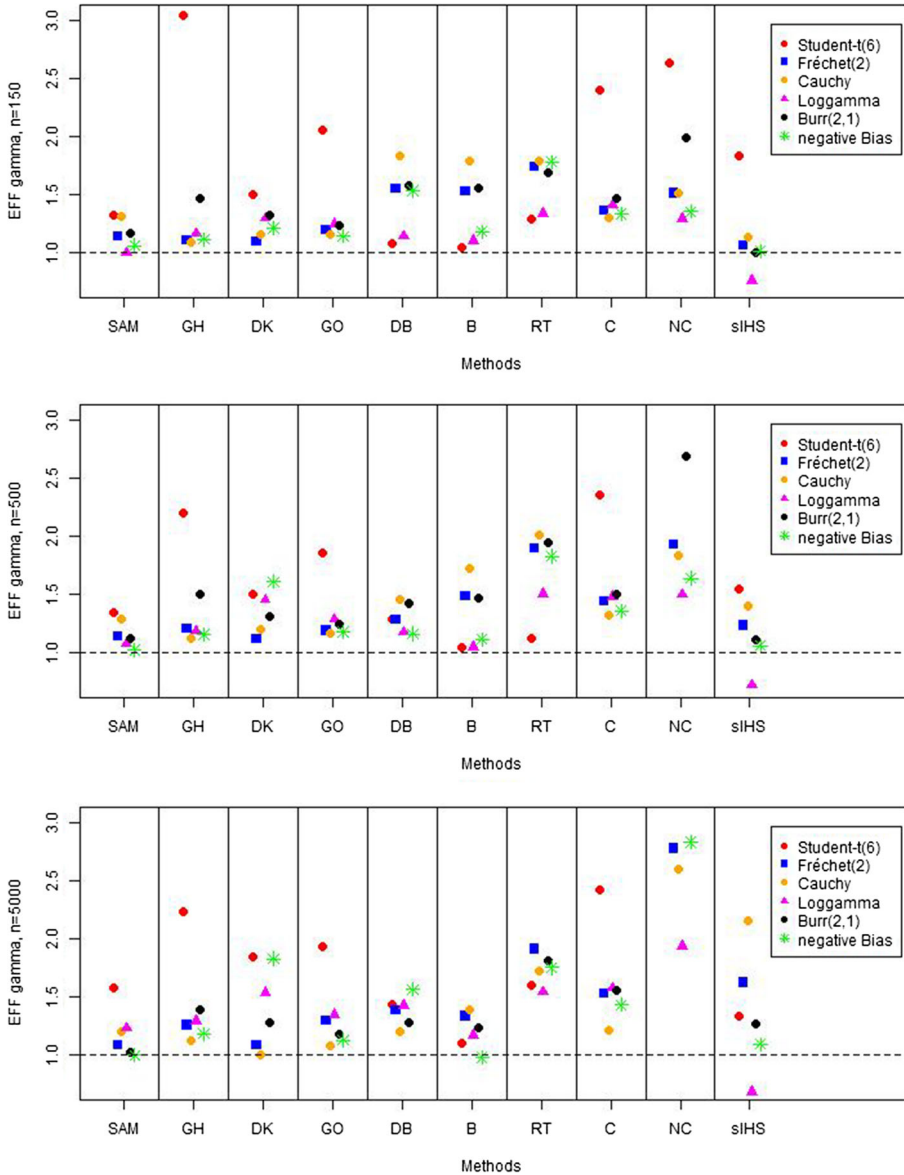 EFF gamma, n=150
3.0
2.5
2.0
1.5
1.0
Student-t(6)
Fréchet(2)
Cauchy
Loggamma
Burr(2,1)
negative Bias
SAM GH DK GO DB B RT C NC sIHS
Methods
EFF gamma, n=500
3.0
2.5
2.0
1.5
1.0
Student-t(6)
Fréchet(2)
Cauchy
Loggamma
Burr(2,1)
negative Bias
SAM GH DK GO DB B RT C NC sIHS
Methods
EFF gamma, n=5000
3.0
2.5
2.0
1.5
1.0
Student-t(6)
Fréchet(2)
Cauchy
Loggamma
Burr(2,1)
negative Bias
SAM GH DK GO DB B RT C NC sIHS
Methods